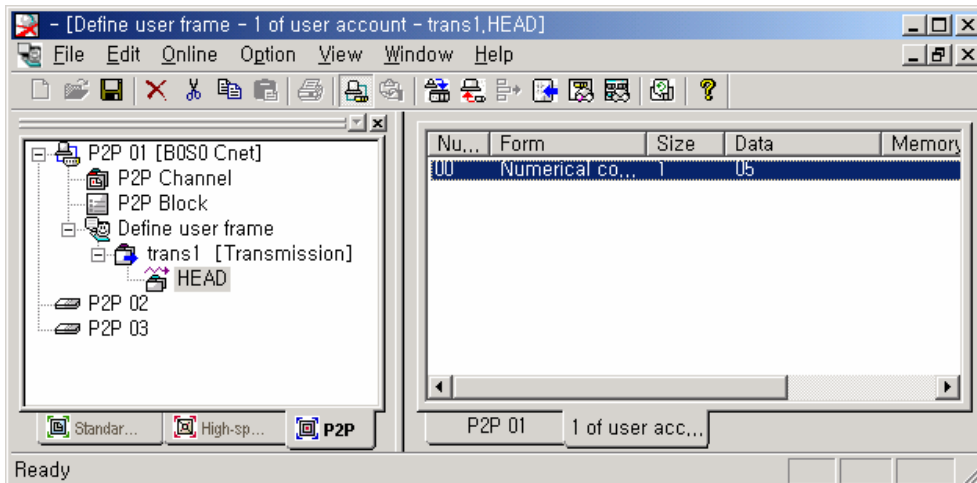 - [Define user frame - 1 of user account - trans1,HEAD]
File Edit Online Option View Window Help
P2P 01 [B0S0 Cnet]
P2P Channel
P2P Block
Define user frame
trans1 [Transmission]
HEAD
P2P 02
P2P 03
Standar...
High-sp...
P2P
Nu... Form Size Data Memory
00 Numerical co... 1 05
P2P 01
1 of user acc...
Ready